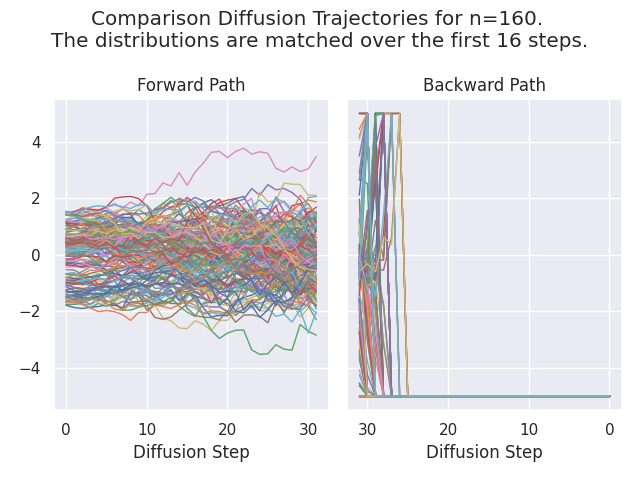 Comparison Diffusion Trajectories for n=160.
The distributions are matched over the first 16 steps.
Forward Path
Backward Path
4
2
0
−2
−4
0 10 20 30
30 20 10 0
Diffusion Step
Diffusion Step